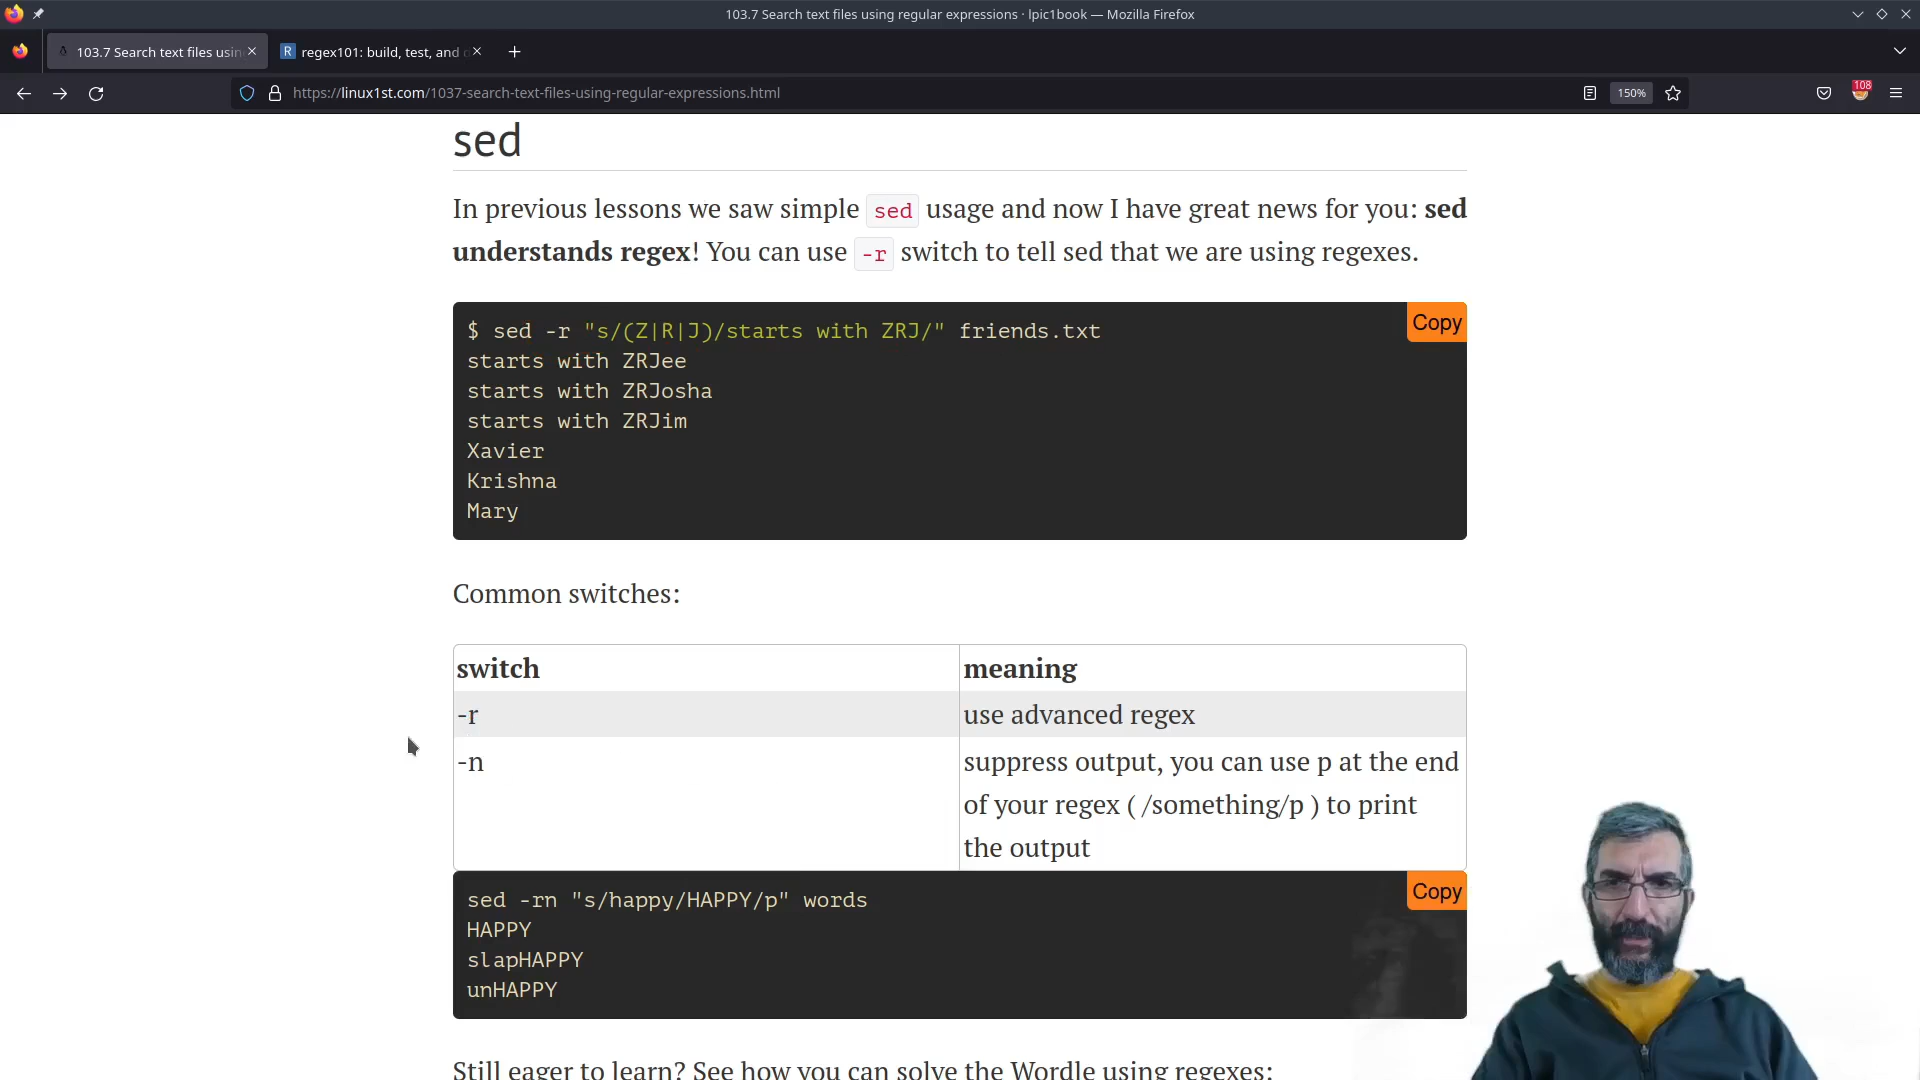 103.7 Search text files using regular expressions · lpic1book — Mozilla Firefox
103.7 Search text files usin
R regex101: build, test, and d
https://linux1st.com/1037-search-text-files-using-regular-expressions.html
150%
108
sed
In previous lessons we saw simple sed usage and now I have great news for you: sed
understands regex! You can use -r switch to tell sed that we are using regexes.
$ sed -r "s/(Z|R|J)/starts with ZRJ/" friends.txt
Copy
starts with ZRJee
starts with ZRJosha
starts with ZRJim
Xavier
Krishna
Mary
Common switches:
switch meaning
-r use advanced regex
-n suppress output, you can use p at the end
of your regex ( /something/p ) to print
the output
sed -rn "s/happy/HAPPY/p" words
Copy
HAPPY
slapHAPPY
unHAPPY
Still eager to learn? See how you can solve the Wordle using regexes: